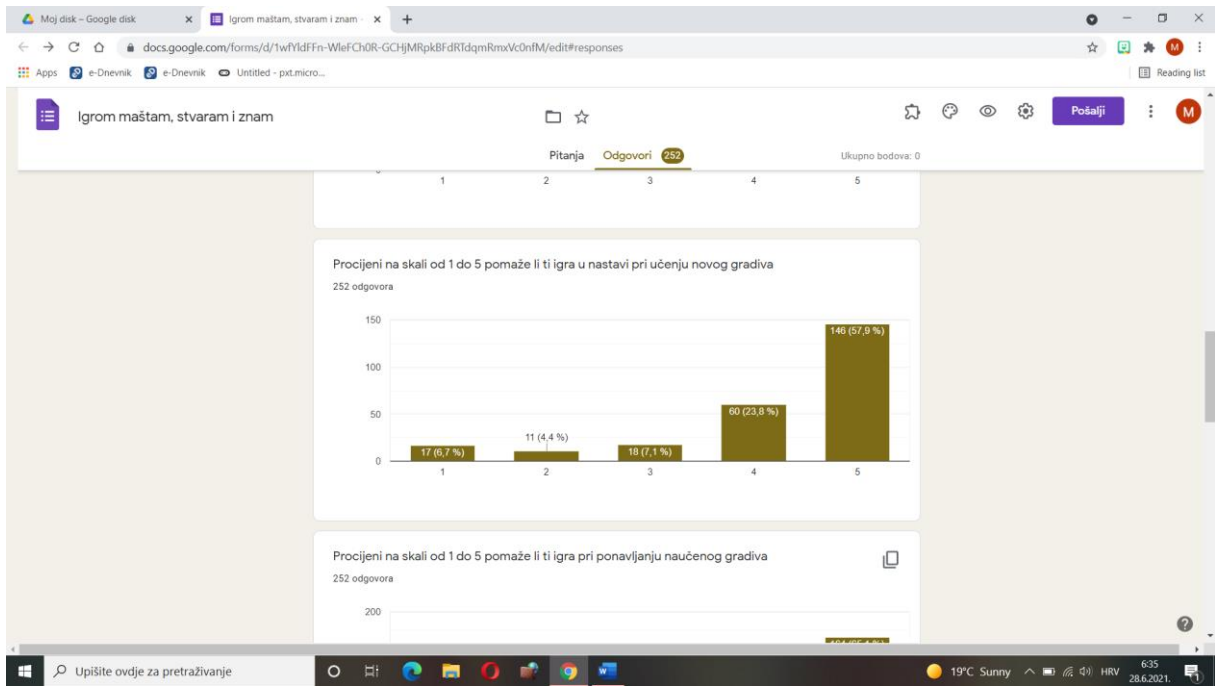 Moj disk – Google disk
Igrom maštam, stvaram i znam -
docs.google.com/forms/d/1wfYldFFn-WleFCh0R-GCHjMRpkBFdRTdqmRmxVc0nfM/edit#responses
M
Apps e-Dnevnik e-Dnevnik Untitled - pxt.micro... Reading list
Igrom maštam, stvaram i znam Pošalji M
Pitanja Odgovori 252 Ukupno bodova: 0
1 2 3 4 5
Procijeni na skali od 1 do 5 pomaže li ti igra u nastavi pri učenju novog gradiva
252 odgovora
150
146 (57,9 %)
100
50
60 (23,8 %)
11 (4,4 %)
17 (6,7 %)
18 (7,1 %)
0
1 2 3 4 5
Procijeni na skali od 1 do 5 pomaže li ti igra pri ponavljanju naučenog gradiva
252 odgovora
200
Upišite ovdje za pretraživanje
19°C Sunny HRV 6:35
28.6.2021.